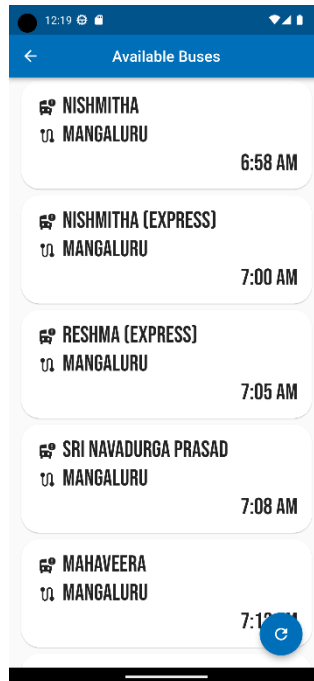 12:19
Available Buses
NISHMITHA
MANGALURU
6:58 AM
NISHMITHA (EXPRESS)
MANGALURU
7:00 AM
RESHMA (EXPRESS)
MANGALURU
7:05 AM
SRI NAVADURGA PRASAD
MANGALURU
7:08 AM
MAHAVEERA
MANGALURU